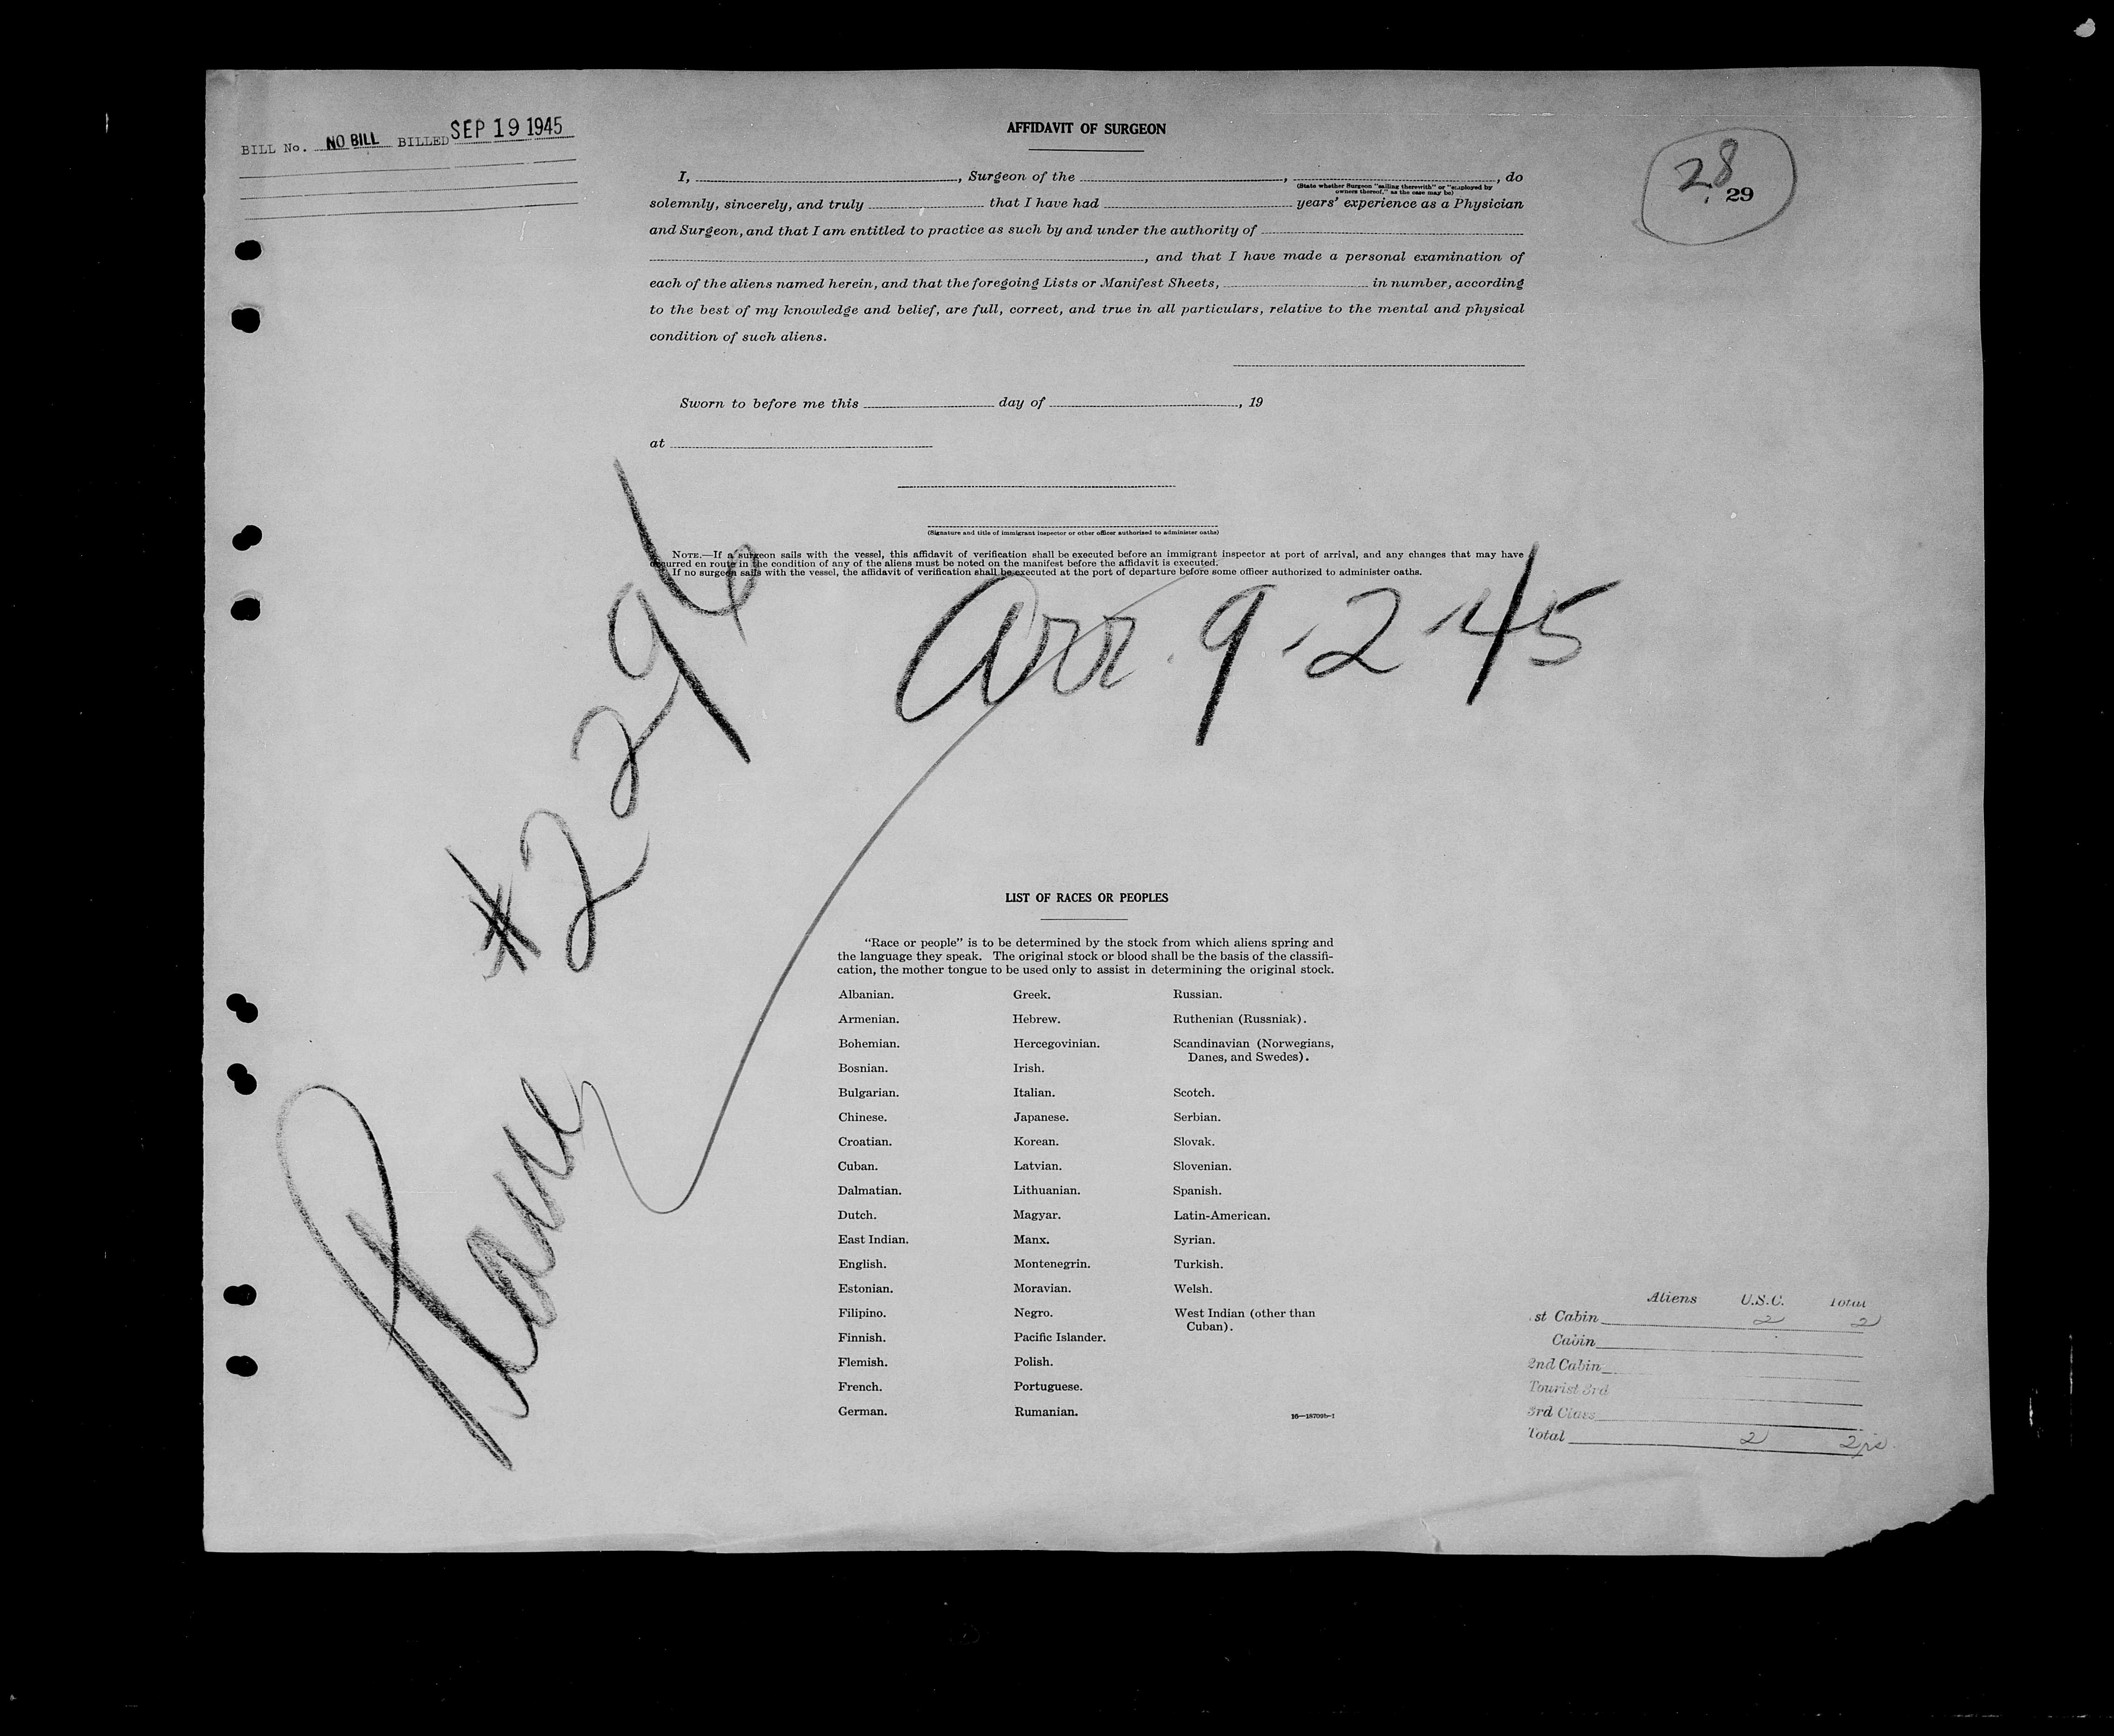 BILL No. NO BILL BILLED SEP 19 1945
AFFIDAVIT OF SURGEON
28
29
I, , Surgeon of the , , do
(State whether Surgeon "sailing therewith" or "employed by
owners thereof," as the case may be)
solemnly, sincerely, and truly that I have had years' experience as a Physician
and Surgeon, and that I am entitled to practice as such by and under the authority of
, and that I have made a personal examination of
each of the aliens named herein, and that the foregoing Lists or Manifest Sheets, in number, according
to the best of my knowledge and belief, are full, correct, and true in all particulars, relative to the mental and physical
condition of such aliens.
Sworn to before me this day of , 19
at
(Signature and title of immigrant inspector or other officer authorized to administer oaths)
NOTE.—If a surgeon sails with the vessel, this affidavit of verification shall be executed before an immigrant inspector at port of arrival, and any changes that may have
occurred en route in the condition of any of the aliens must be noted on the manifest before the affidavit is executed.
If no surgeon sails with the vessel, the affidavit of verification shall be executed at the port of departure before some officer authorized to administer oaths.
Plane #2296
Arr. 9-2-45
LIST OF RACES OR PEOPLES
"Race or people" is to be determined by the stock from which aliens spring and
the language they speak. The original stock or blood shall be the basis of the classifi-
cation, the mother tongue to be used only to assist in determining the original stock.
Albanian.
Armenian.
Bohemian.
Bosnian.
Bulgarian.
Chinese.
Croatian.
Cuban.
Dalmatian.
Dutch.
East Indian.
English.
Estonian.
Filipino.
Finnish.
Flemish.
French.
German.
Greek.
Hebrew.
Hercegovinian.
Irish.
Italian.
Japanese.
Korean.
Latvian.
Lithuanian.
Magyar.
Manx.
Montenegrin.
Moravian.
Negro.
Pacific Islander.
Polish.
Portuguese.
Rumanian.
Russian.
Ruthenian (Russniak).
Scandinavian (Norwegians,
Danes, and Swedes).
Scotch.
Serbian.
Slovak.
Slovenian.
Spanish.
Latin-American.
Syrian.
Turkish.
Welsh.
West Indian (other than
Cuban).
Aliens U.S.C. Total
st Cabin 2 2
Cabin
2nd Cabin
Tourist 3rd
3rd Class
Total 2 2